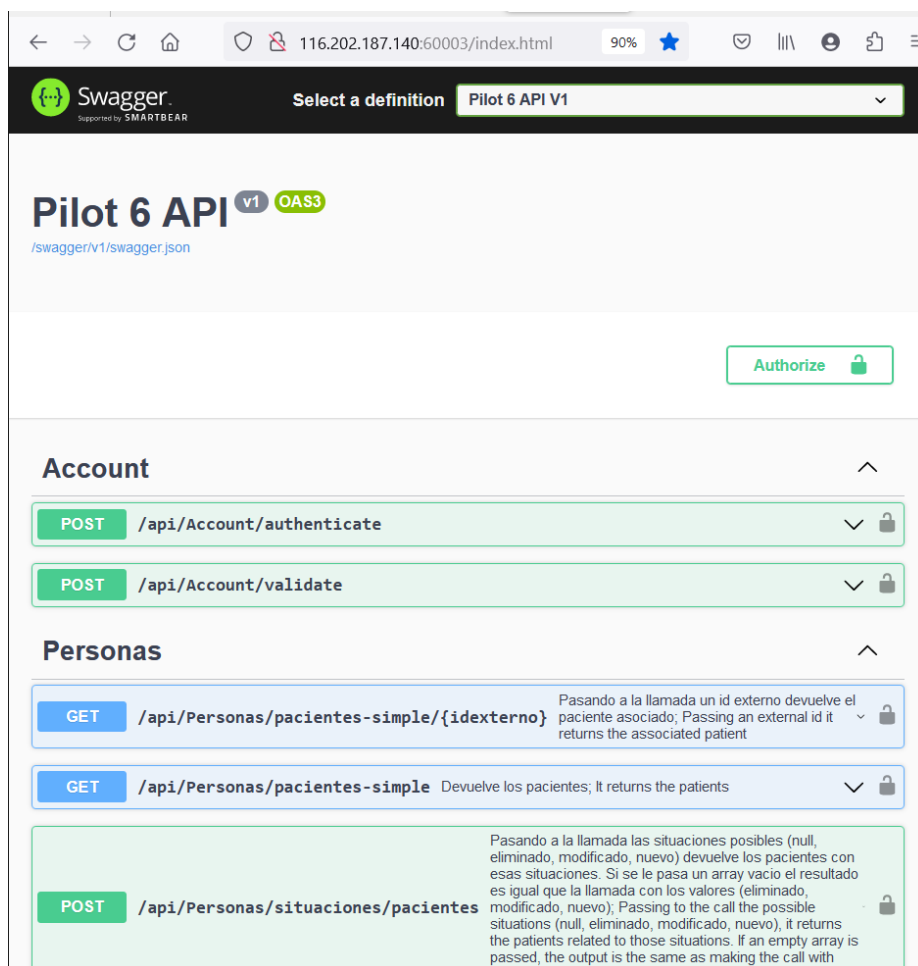 116.202.187.140:60003/index.html 90%
Swagger.
Supported by SMARTBEAR
Select a definition Pilot 6 API V1
Pilot 6 API v1 OAS3
/swagger/v1/swagger.json
Authorize
Account
POST /api/Account/authenticate
POST /api/Account/validate
Personas
GET /api/Personas/pacientes-simple/{idexterno}
Pasando a la llamada un id externo devuelve el
paciente asociado; Passing an external id it
returns the associated patient
GET /api/Personas/pacientes-simple Devuelve los pacientes; It returns the patients
POST /api/Personas/situaciones/pacientes
Pasando a la llamada las situaciones posibles (null,
eliminado, modificado, nuevo) devuelve los pacientes con
esas situaciones. Si se le pasa un array vacio el resultado
es igual que la llamada con los valores (eliminado,
modificado, nuevo); Passing to the call the possible
situations (null, eliminado, modificado, nuevo), it returns
the patients related to those situations. If an empty array is
passed, the output is the same as making the call with